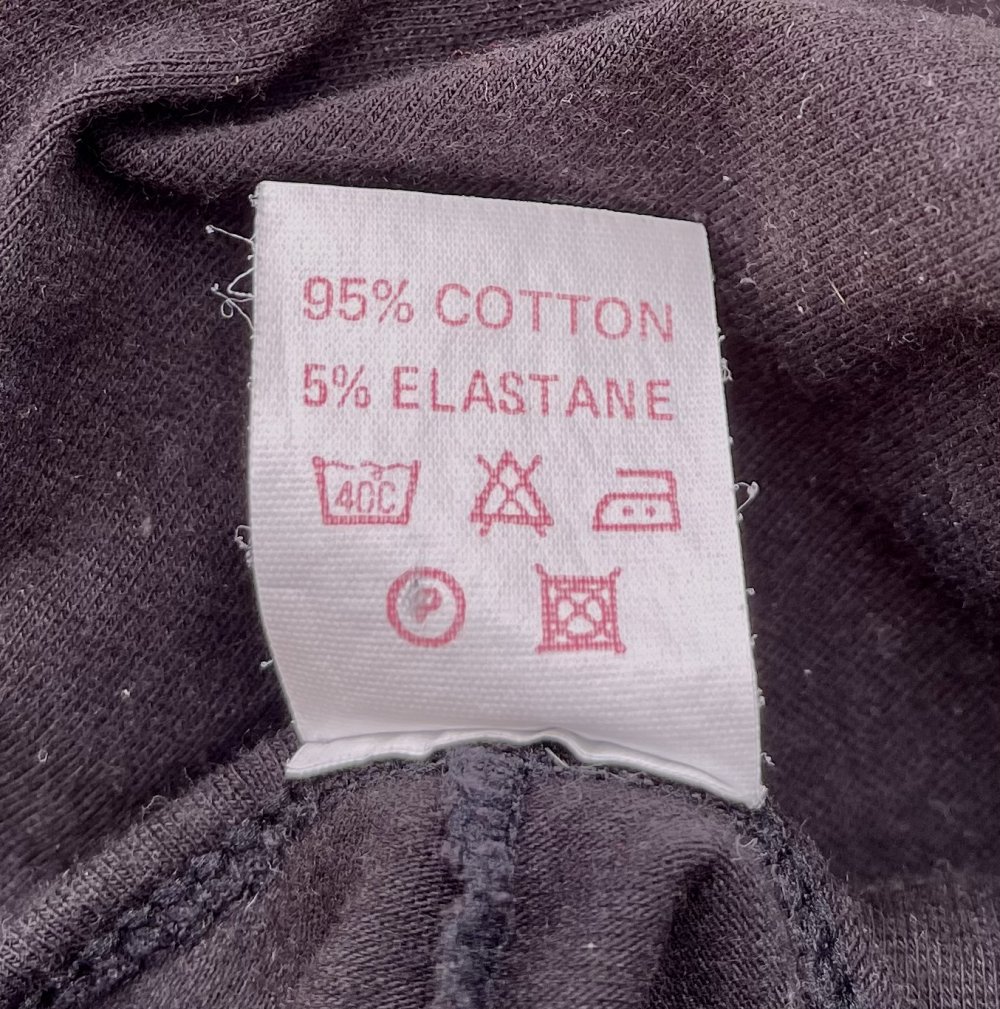 95% COTTON
5% ELASTANE
40C
P